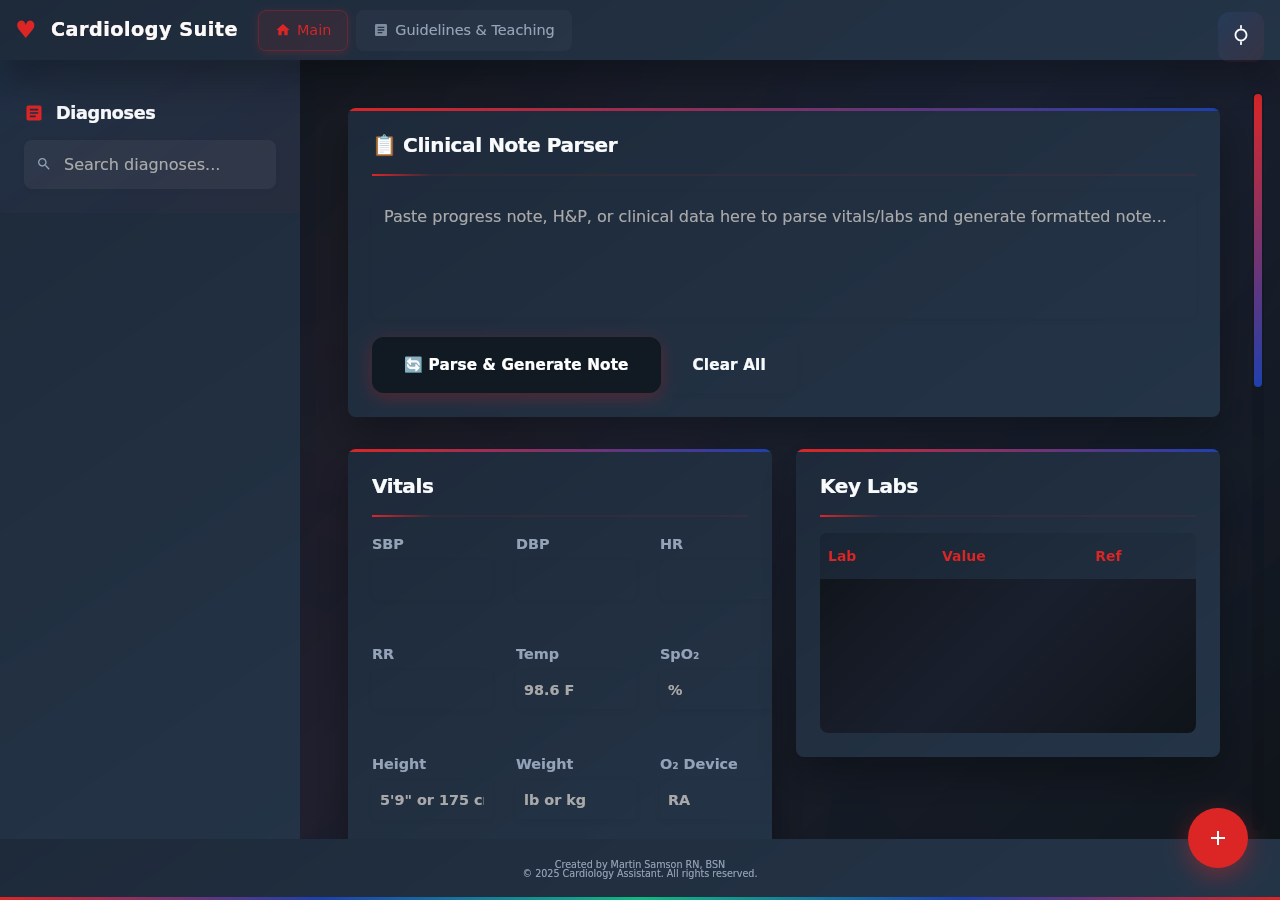 Cardiology Suite
Main
Guidelines & Teaching
Diagnoses
Search diagnoses...
📋 Clinical Note Parser
Paste progress note, H&P, or clinical data here to parse vitals/labs and generate formatted note...
🔄 Parse & Generate Note
Clear All
Vitals
SBP
DBP
HR
RR
Temp
SpO₂
98.6 F
%
Height
Weight
O₂ Device
5'9" or 175 c
lb or kg
RA
Key Labs
Lab
Value
Ref
+
Created by Martin Samson RN, BSN
© 2025 Cardiology Assistant. All rights reserved.